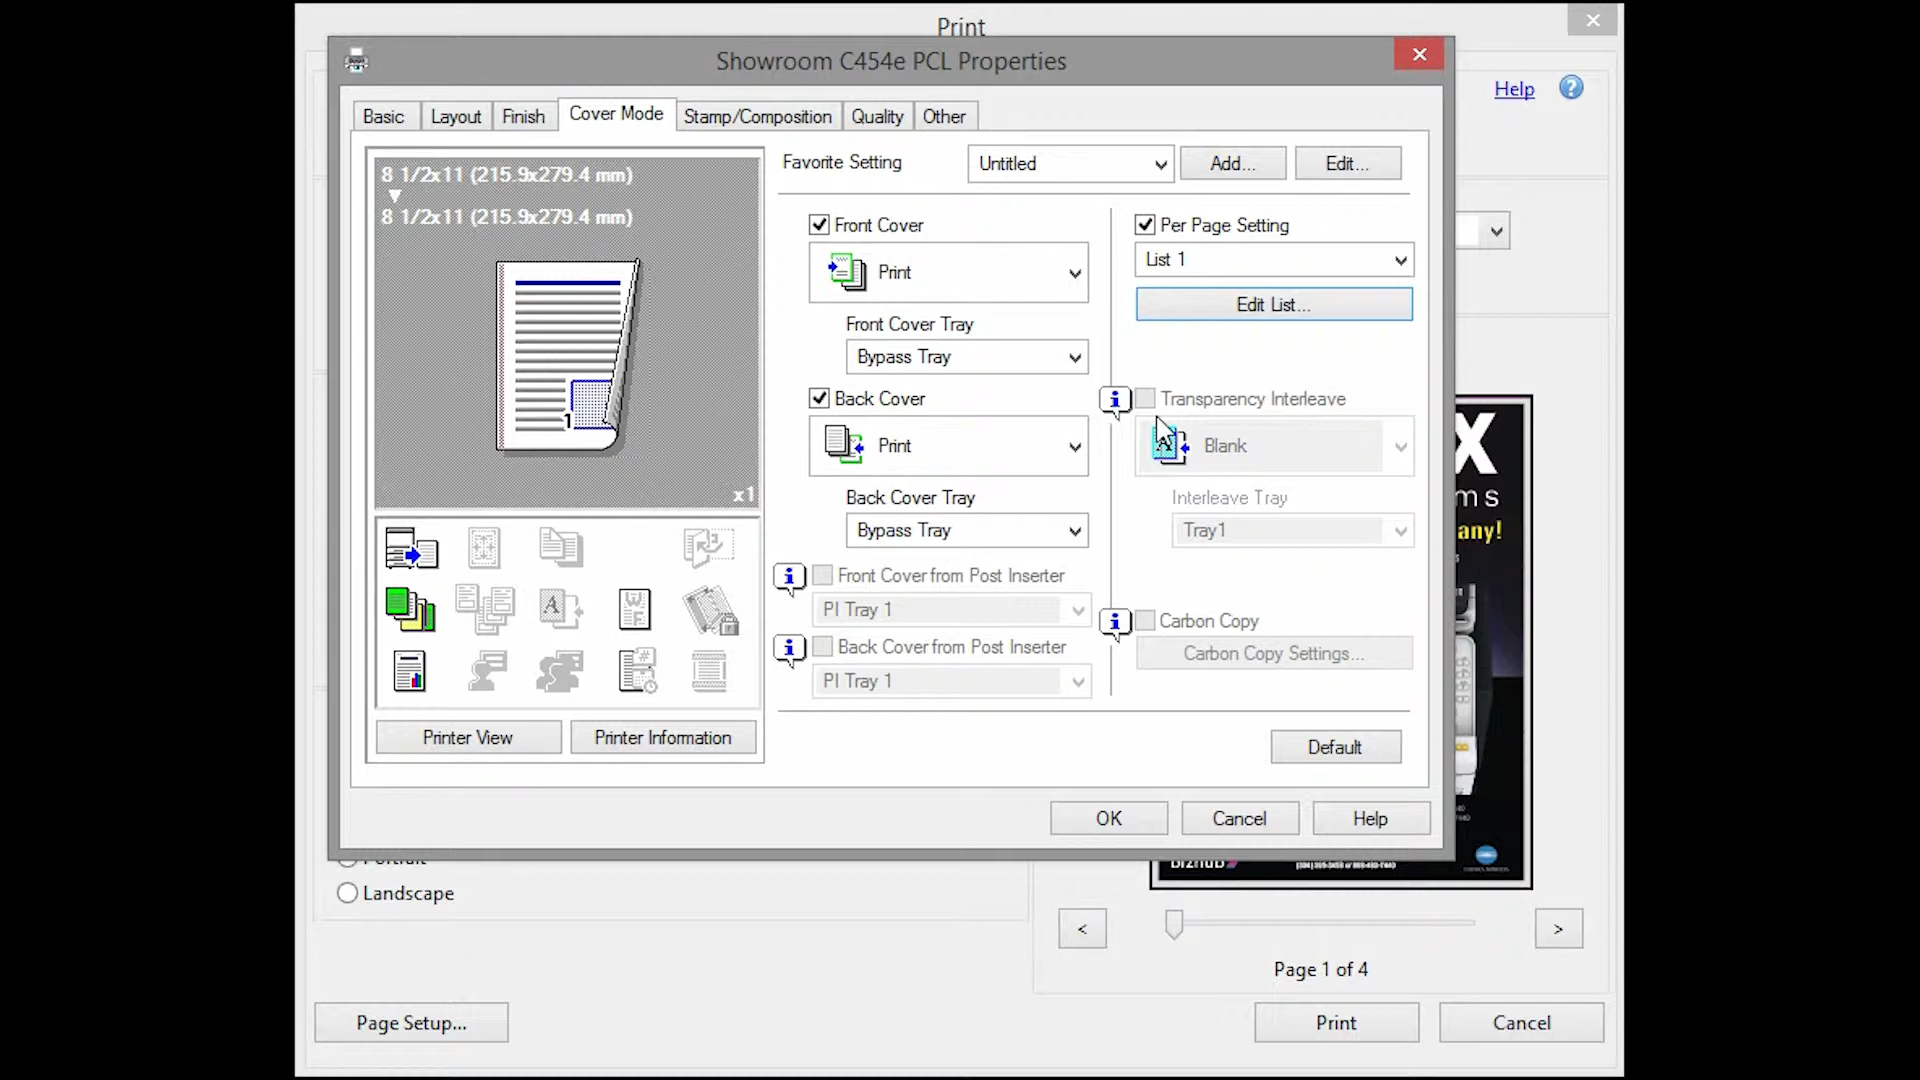 Print
Showroom C454e PCL Properties
Help
Basic
Layout
Finish
Cover Mode
Stamp/Composition
Quality
Other
8 1/2x11 (215.9x279.4 mm)
8 1/2x11 (215.9x279.4 mm)
1
x1
Printer View
Printer Information
Favorite Setting
Untitled
Add...
Edit...
Front Cover
Print
Front Cover Tray
Bypass Tray
Back Cover
Print
Back Cover Tray
Bypass Tray
Front Cover from Post Inserter
PI Tray 1
Back Cover from Post Inserter
PI Tray 1
Per Page Setting
List 1
Edit List...
Transparency Interleave
Blank
Interleave Tray
Tray1
Carbon Copy
Carbon Copy Settings...
Default
OK
Cancel
Help
X
ms
any!
Portrait
Landscape
bizhub
<
>
Page 1 of 4
Page Setup...
Print
Cancel